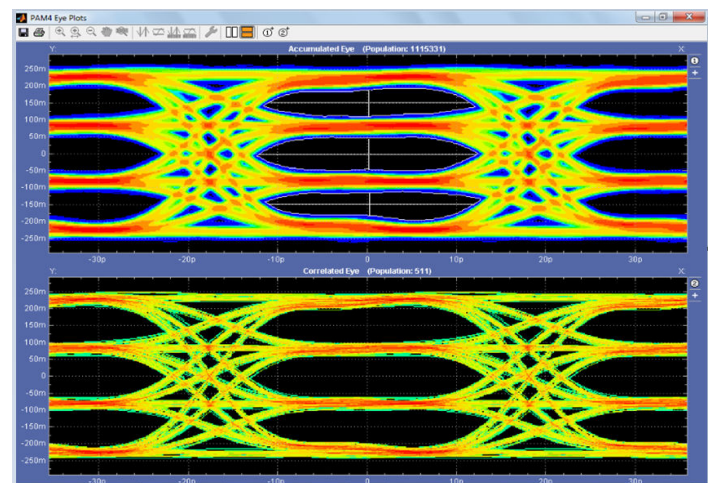 PAM4 Eye Plots
Y: Accumulated Eye (Population: 1115331) X
250m
200m
150m
100m
50m
0
-50m
-100m
-150m
-200m
-250m
-30p -20p -10p 0 10p 20p 30p
1
2
Y: Correlated Eye (Population: 511) X
250m
200m
150m
100m
50m
0
-50m
-100m
-150m
-200m
-250m
-30p -20p -10p 0 10p 20p 30p